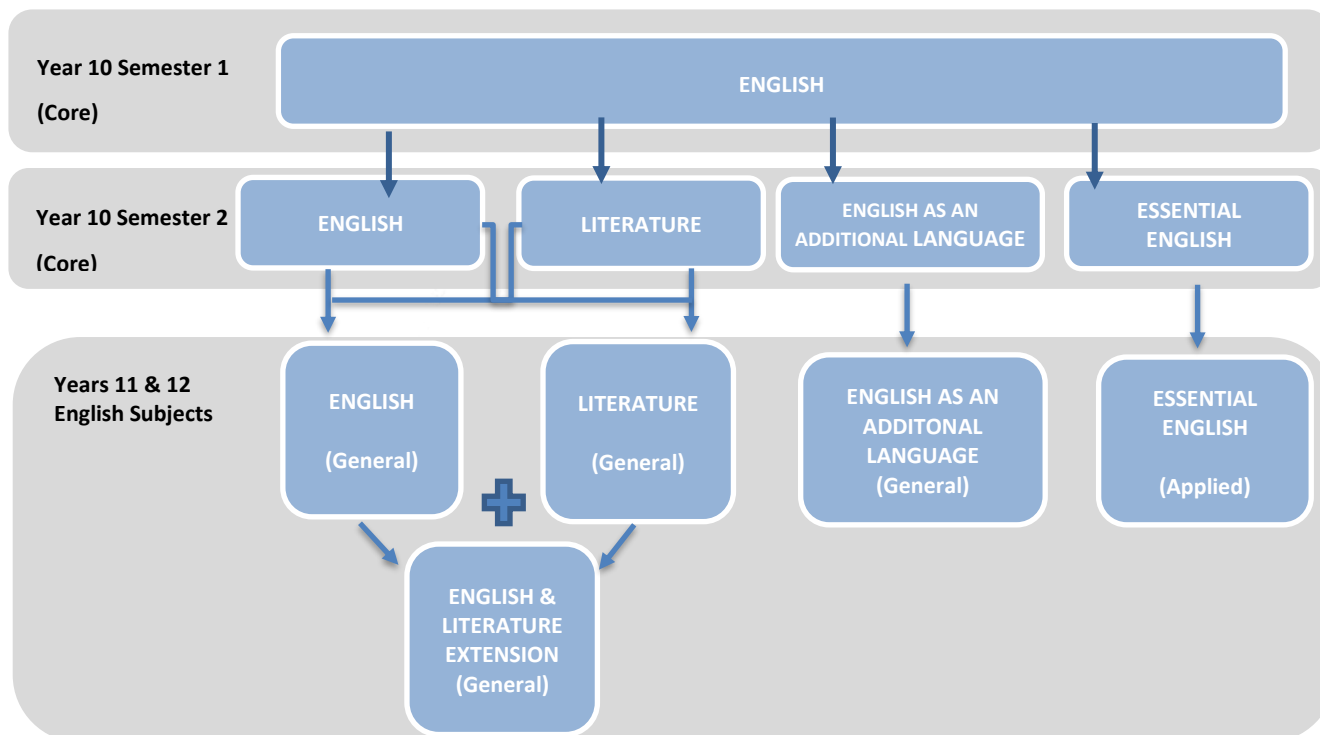 Year 10 Semester 1
(Core)
ENGLISH
Year 10 Semester 2
(Core)
ENGLISH
LITERATURE
ENGLISH AS AN
ADDITIONAL LANGUAGE
ESSENTIAL
ENGLISH
Years 11 & 12
English Subjects
ENGLISH
(General)
LITERATURE
(General)
ENGLISH AS AN
ADDITONAL
LANGUAGE
(General)
ESSENTIAL
ENGLISH
(Applied)
ENGLISH &
LITERATURE
EXTENSION
(General)